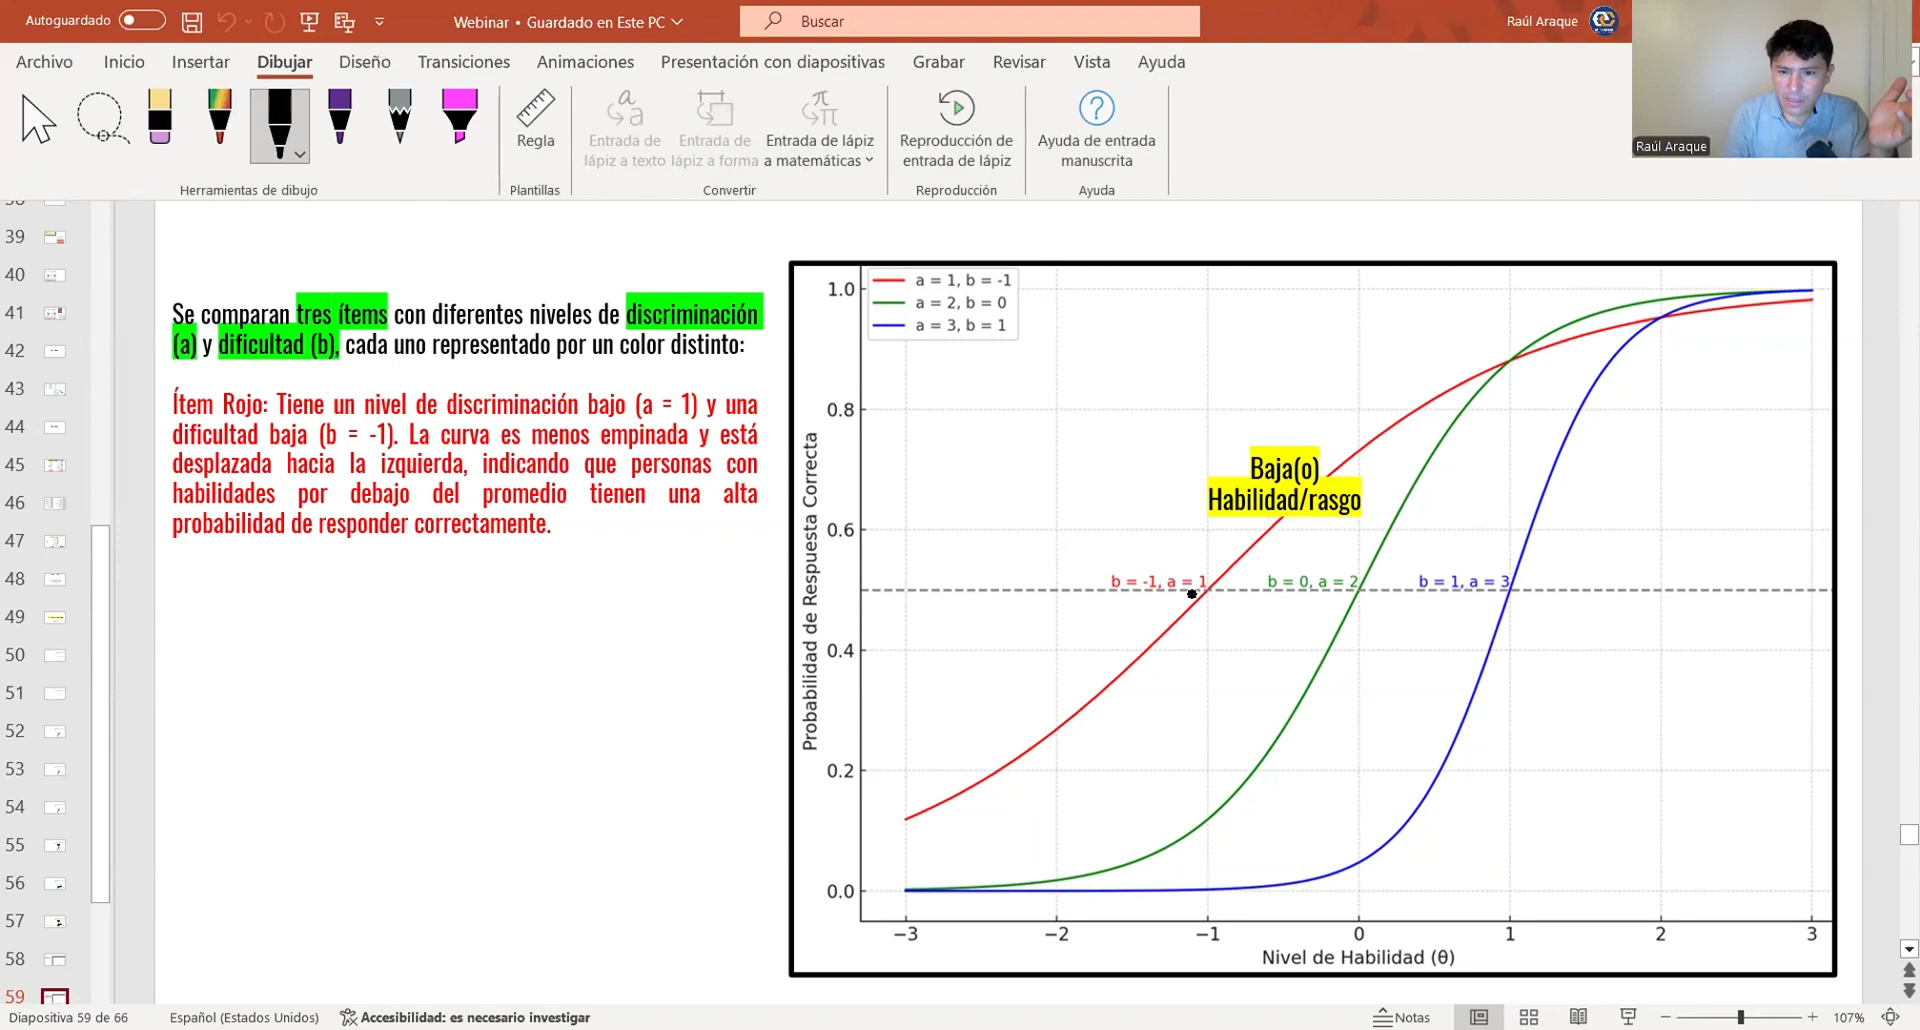 Autoguardado
Webinar • Guardado en Este PC
Buscar
Raúl Araque
Archivo
Inicio
Insertar
Dibujar
Diseño
Transiciones
Animaciones
Presentación con diapositivas
Grabar
Revisar
Vista
Ayuda
Regla
Entrada de lápiz a texto
Entrada de lápiz a forma
Entrada de lápiz a matemáticas
Reproducción de entrada de lápiz
Ayuda de entrada manuscrita
Herramientas de dibujo
Plantillas
Convertir
Reproducción
Ayuda
Raúl Araque
39
40
41
42
43
44
45
46
47
48
49
50
51
52
53
54
55
56
57
58
59
Se comparan tres ítems con diferentes niveles de discriminación
(a) y dificultad (b), cada uno representado por un color distinto:
Ítem Rojo: Tiene un nivel de discriminación bajo (a = 1) y una
dificultad baja (b = -1). La curva es menos empinada y está
desplazada hacia la izquierda, indicando que personas con
habilidades por debajo del promedio tienen una alta
probabilidad de responder correctamente.
a = 1, b = -1
a = 2, b = 0
a = 3, b = 1
Baja(o)
Habilidad/rasgo
b = -1, a = 1
b = 0, a = 2
b = 1, a = 3
Probabilidad de Respuesta Correcta
1.0
0.8
0.6
0.4
0.2
0.0
−3
−2
−1
0
1
2
3
Nivel de Habilidad (θ)
Diapositiva 59 de 66
Español (Estados Unidos)
Accesibilidad: es necesario investigar
Notas
107%